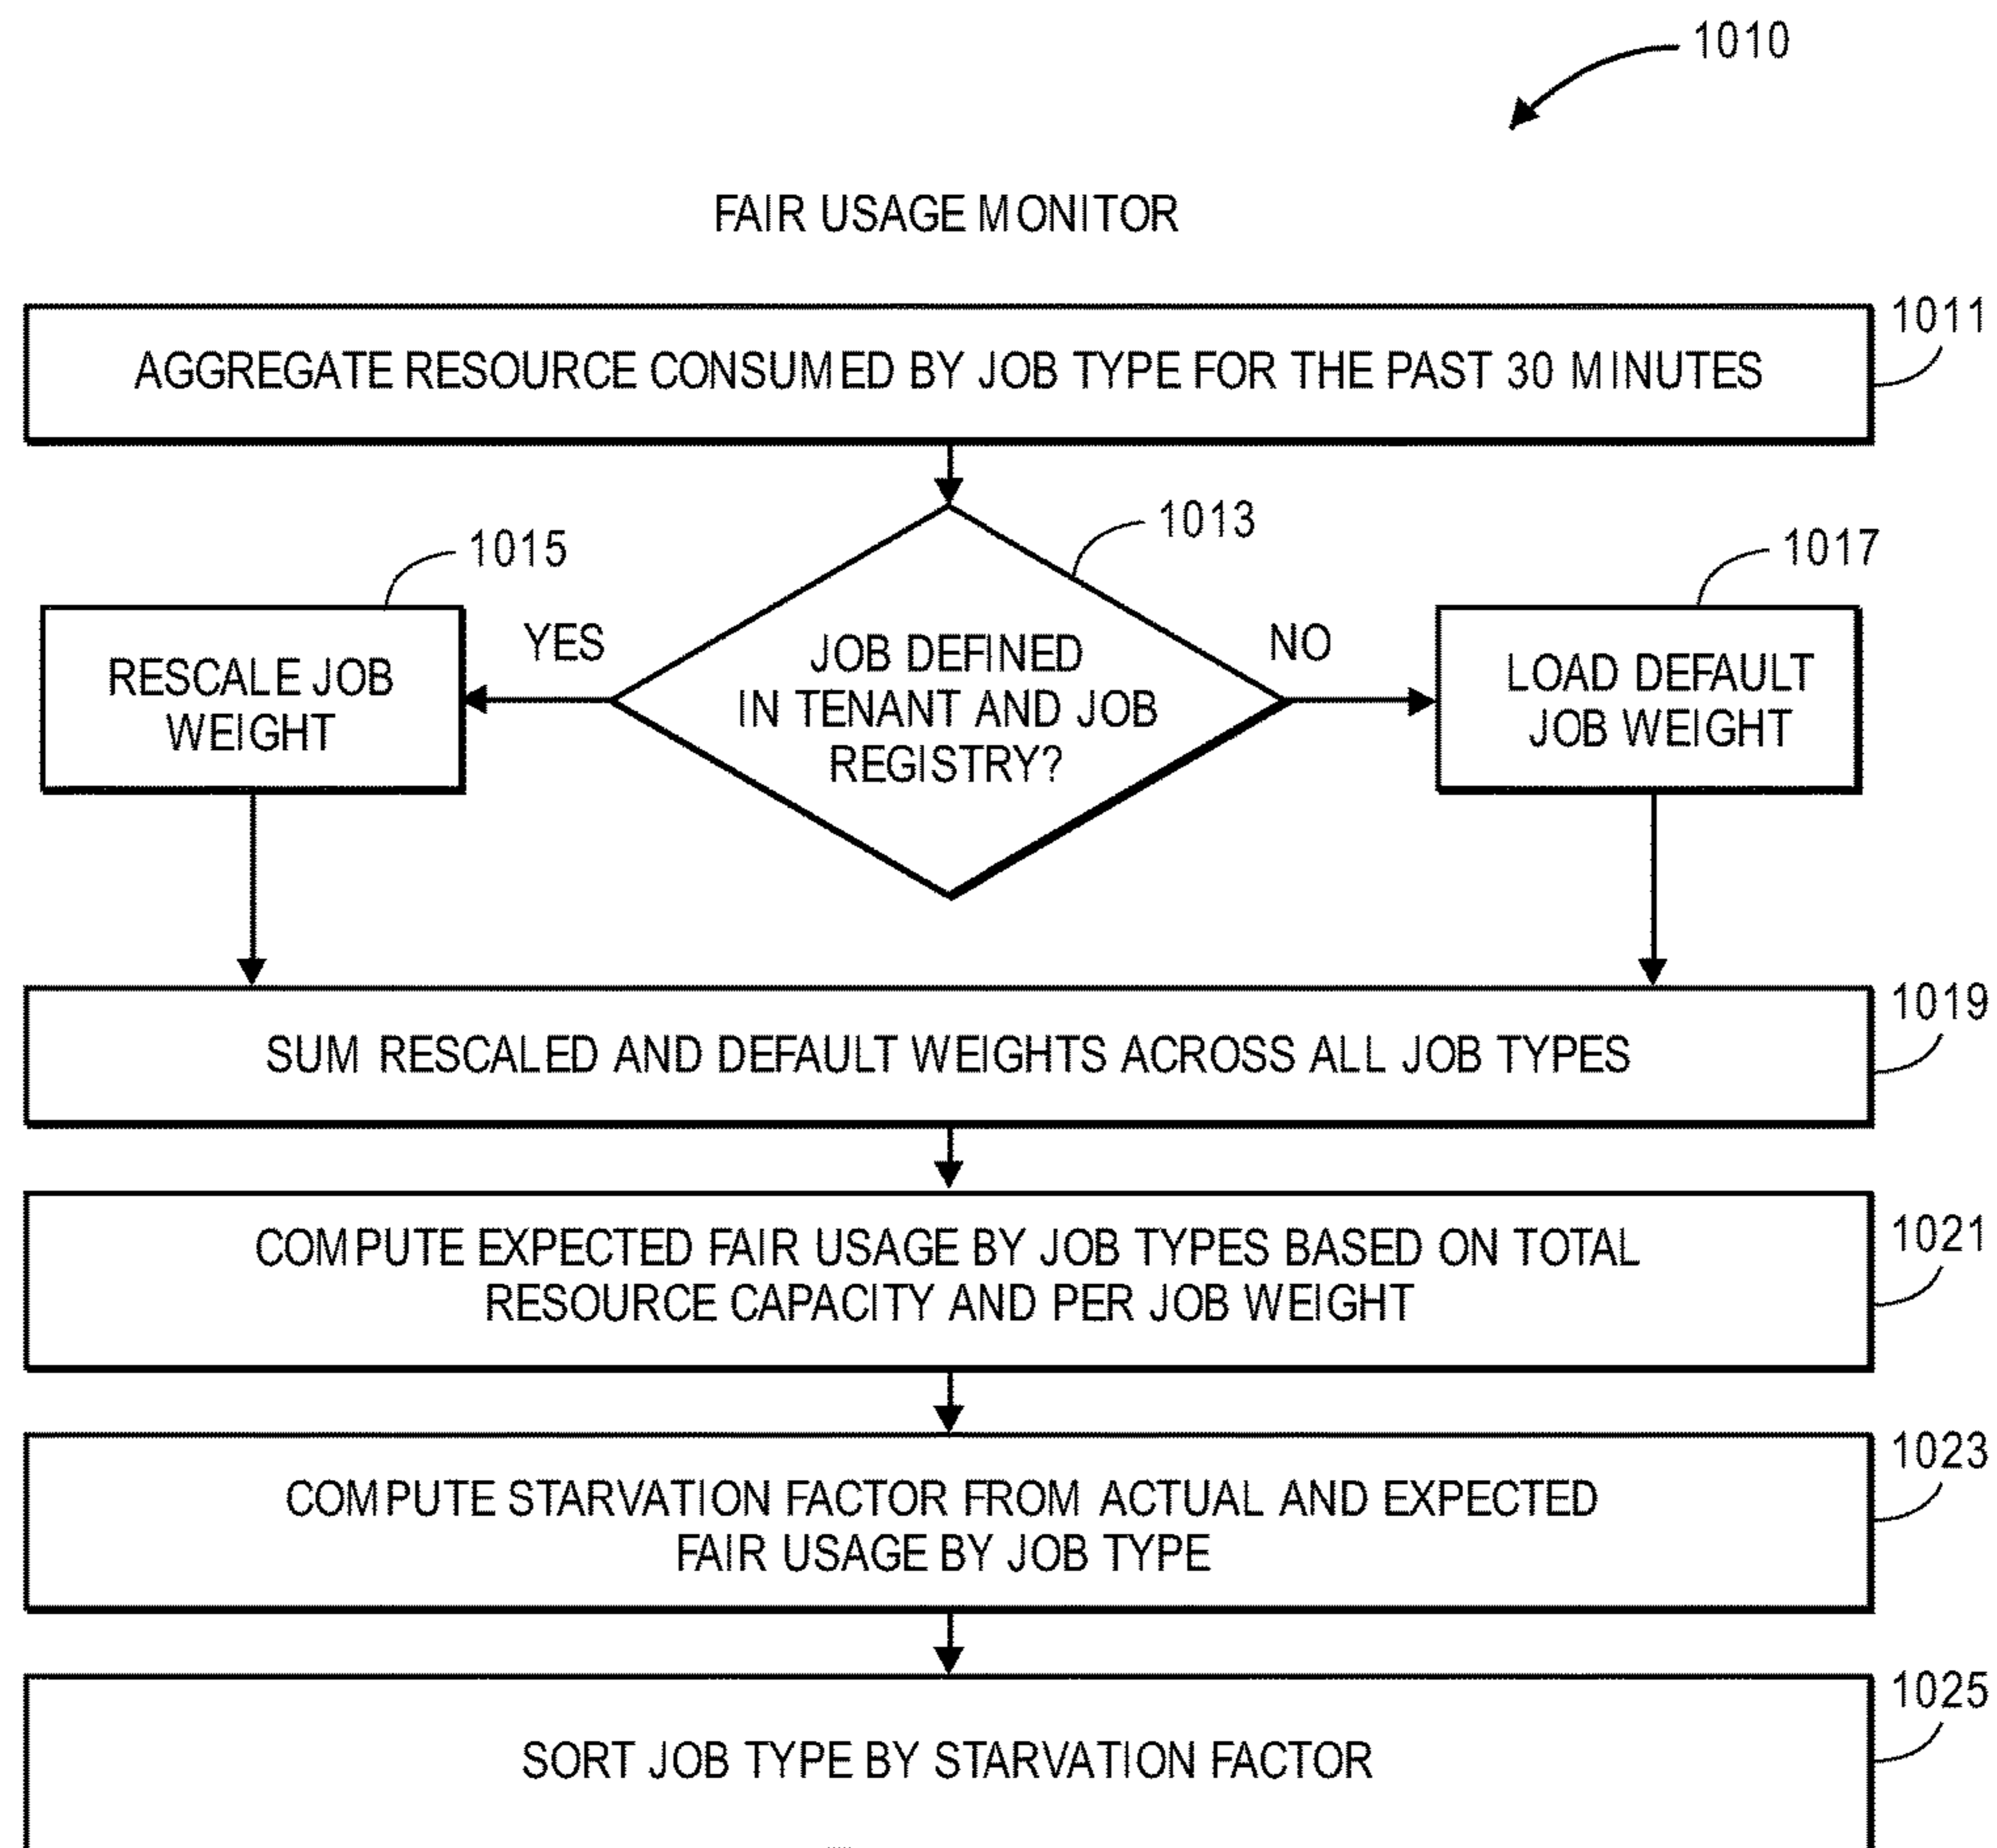 1010
FAIR USAGE MONITOR
1011
AGGREGATE RESOURCE CONSUMED BY JOB TYPE FOR THE PAST 30 MINUTES
1013
1015
1017
YES
NO
RESCALE JOB
WEIGHT
JOB DEFINED
IN TENANT AND JOB
REGISTRY?
LOAD DEFAULT
JOB WEIGHT
1019
SUM RESCALED AND DEFAULT WEIGHTS ACROSS ALL JOB TYPES
1021
COMPUTE EXPECTED FAIR USAGE BY JOB TYPES BASED ON TOTAL
RESOURCE CAPACITY AND PER JOB WEIGHT
1023
COMPUTE STARVATION FACTOR FROM ACTUAL AND EXPECTED
FAIR USAGE BY JOB TYPE
1025
SORT JOB TYPE BY STARVATION FACTOR